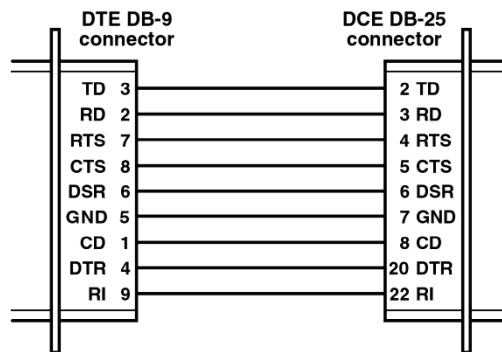 DTE DB-9 connector
DCE DB-25 connector
TD 3 2 TD
RD 2 3 RD
RTS 7 4 RTS
CTS 8 5 CTS
DSR 6 6 DSR
GND 5 7 GND
CD 1 8 CD
DTR 4 20 DTR
RI 9 22 RI